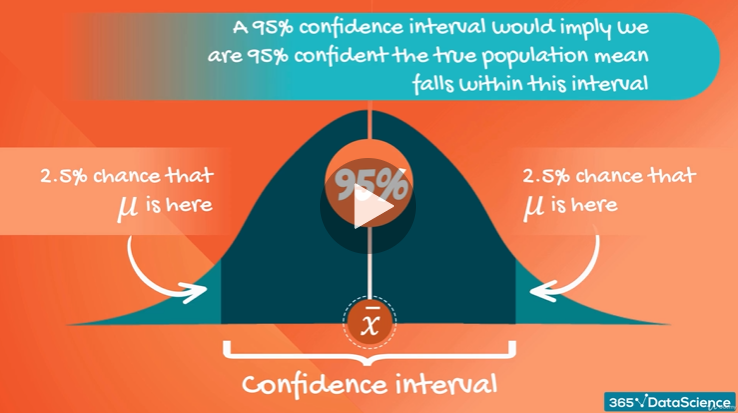 A 95% confidence interval would imply we
are 95% confident the true population mean
falls within this interval
2.5% chance that
μ is here
95%
2.5% chance that
μ is here
x̄
Confidence interval
365√DataScience